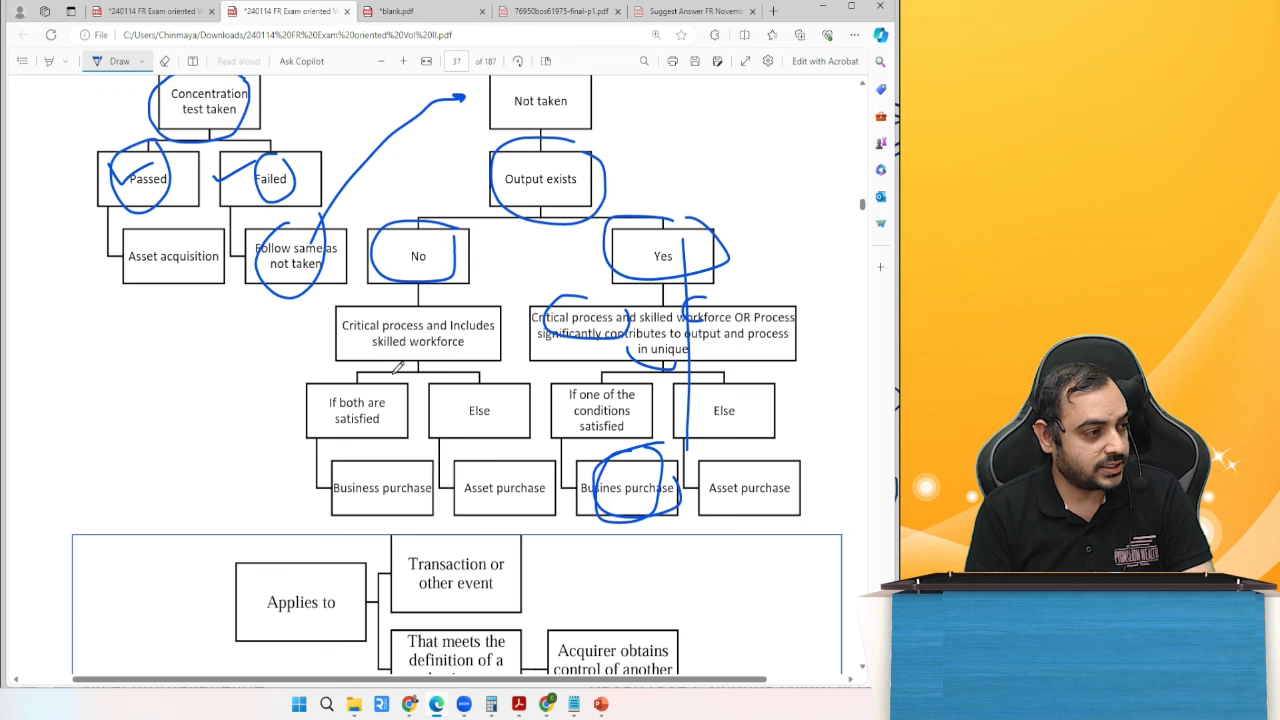 *240114 FR Exam oriented V
*240114 FR Exam oriented V
*blank.pdf
76950bos61975-final-p1.pdf
Suggest Answer FR Novemb
File
C:/Users/Chinmaya/Downloads/240114%20FR%20Exam%20oriented%20Vol%20II.pdf
Draw
Read aloud
Ask Copilot
37
of 187
Edit with Acrobat
Concentration
test taken
Not taken
Passed
Failed
Output exists
Asset acquisition
Follow same as
not taken
No
Yes
Critical process and Includes
skilled workforce
Critical process and skilled workforce OR Process
significantly contributes to output and process
in unique
If both are
satisfied
Else
If one of the
conditions
satisfied
Else
Business purchase
Asset purchase
Busines purchase
Asset purchase
Applies to
Transaction or
other event
That meets the
definition of a
Acquirer obtains
control of another
PYGMALION WEALTH